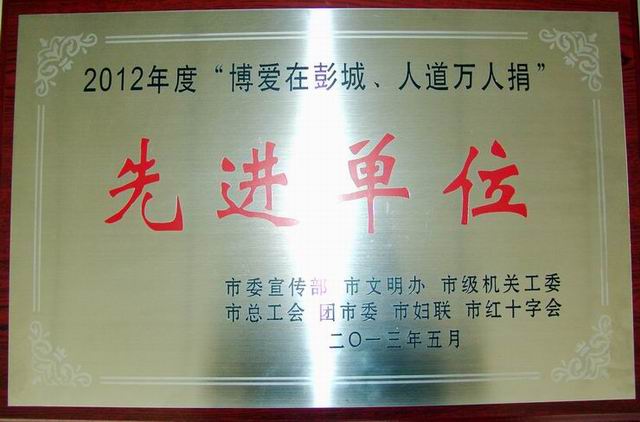 2012年度“博爱在彭城、人道万人捐”
先进单位
市委宣传部 市文明办 市级机关工委
市总工会 团市委 市妇联 市红十字会
二〇一三年五月